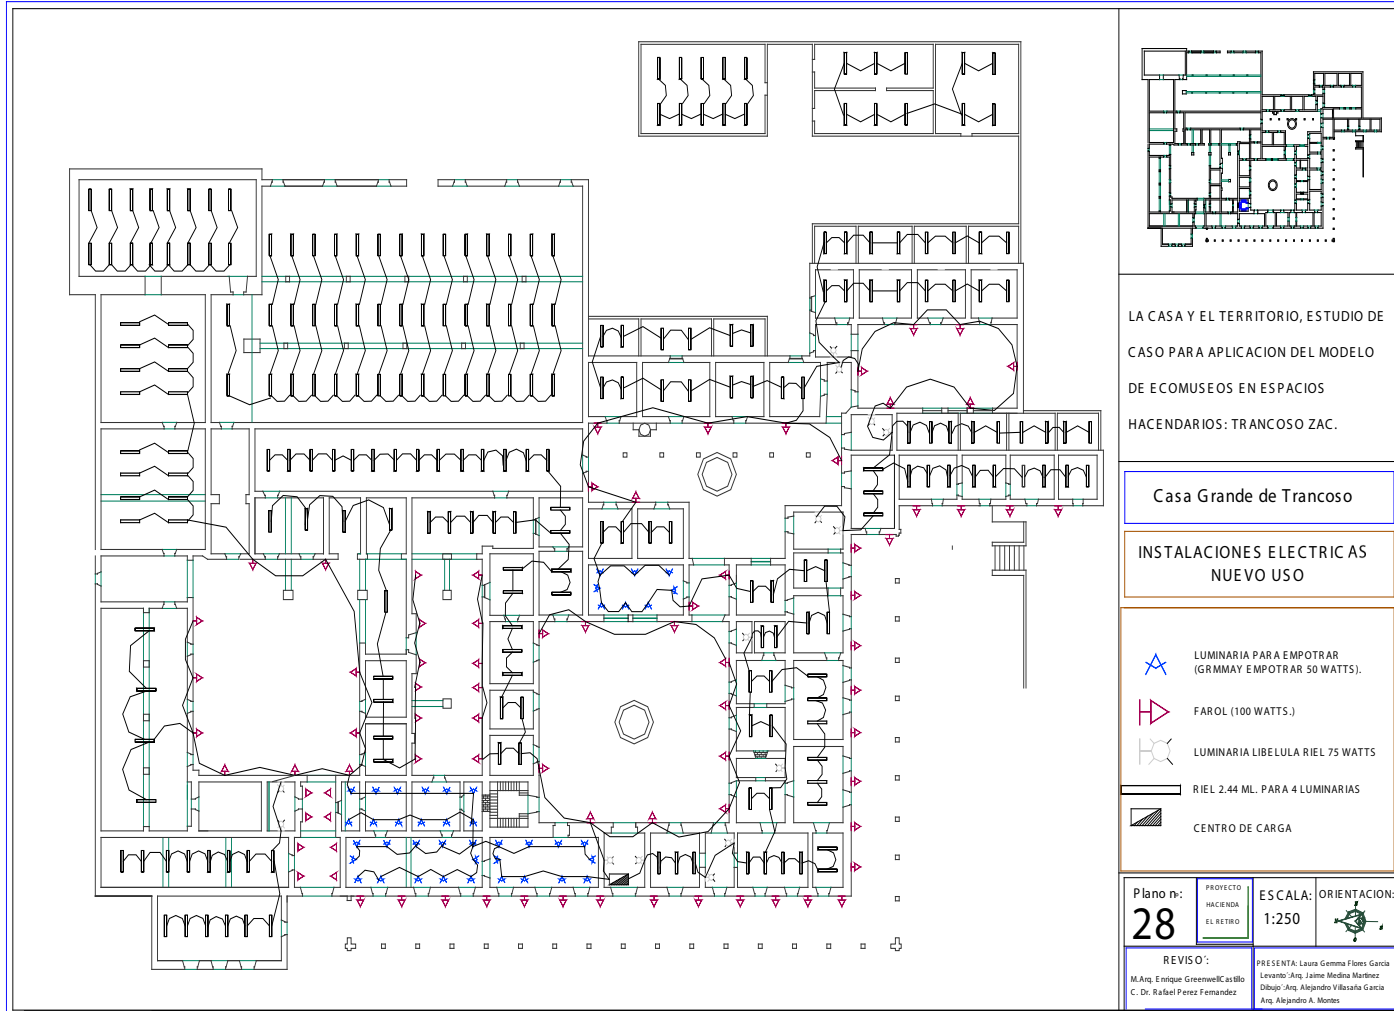 LA CASA Y EL TERRITORIO, ESTUDIO DE
CASO PARA APLICACION DEL MODELO
DE ECOMUSEOS EN ESPACIOS
HACENDARIOS: TRANCOSO ZAC.
Casa Grande de Trancoso
INSTALACIONES ELECTRICAS
NUEVO USO
LUMINARIA PARA EMPOTRAR
(GRMMAY EMPOTRAR 50 WATTS).
FAROL (100 WATTS.)
LUMINARIA LIBELULA RIEL 75 WATTS
RIEL 2.44 ML. PARA 4 LUMINARIAS
CENTRO DE CARGA
Plano nº:
28
PROYECTO
HACIENDA
EL RETIRO
ESCALA:
1:250
ORIENTACION:
REVISO´:
M.Arq. Enrique GreenwellCastillo
C. Dr. Rafael Perez Fernandez
PRESENTA: Laura Gemma Flores Garcia
Levanto´:Arq. Jaime Medina Martinez
Dibujo´:Arq. Alejandro Villasaña Garcia
Arq. Alejandro A. Montes